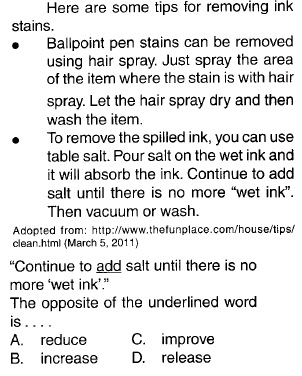 Here are some tips for removing ink
stains.
● Ballpoint pen stains can be removed
using hair spray. Just spray the area
of the item where the stain is with hair
spray. Let the hair spray dry and then
wash the item.
● To remove the spilled ink, you can use
table salt. Pour salt on the wet ink and
it will absorb the ink. Continue to add
salt until there is no more “wet ink”.
Then vacuum or wash.
Adopted from: http://www.thefunplace.com/house/tips/
clean.html (March 5, 2011)
“Continue to add salt until there is no
more ‘wet ink’.”
The opposite of the underlined word
is . . . .
A. reduce C. improve
B. increase D. release